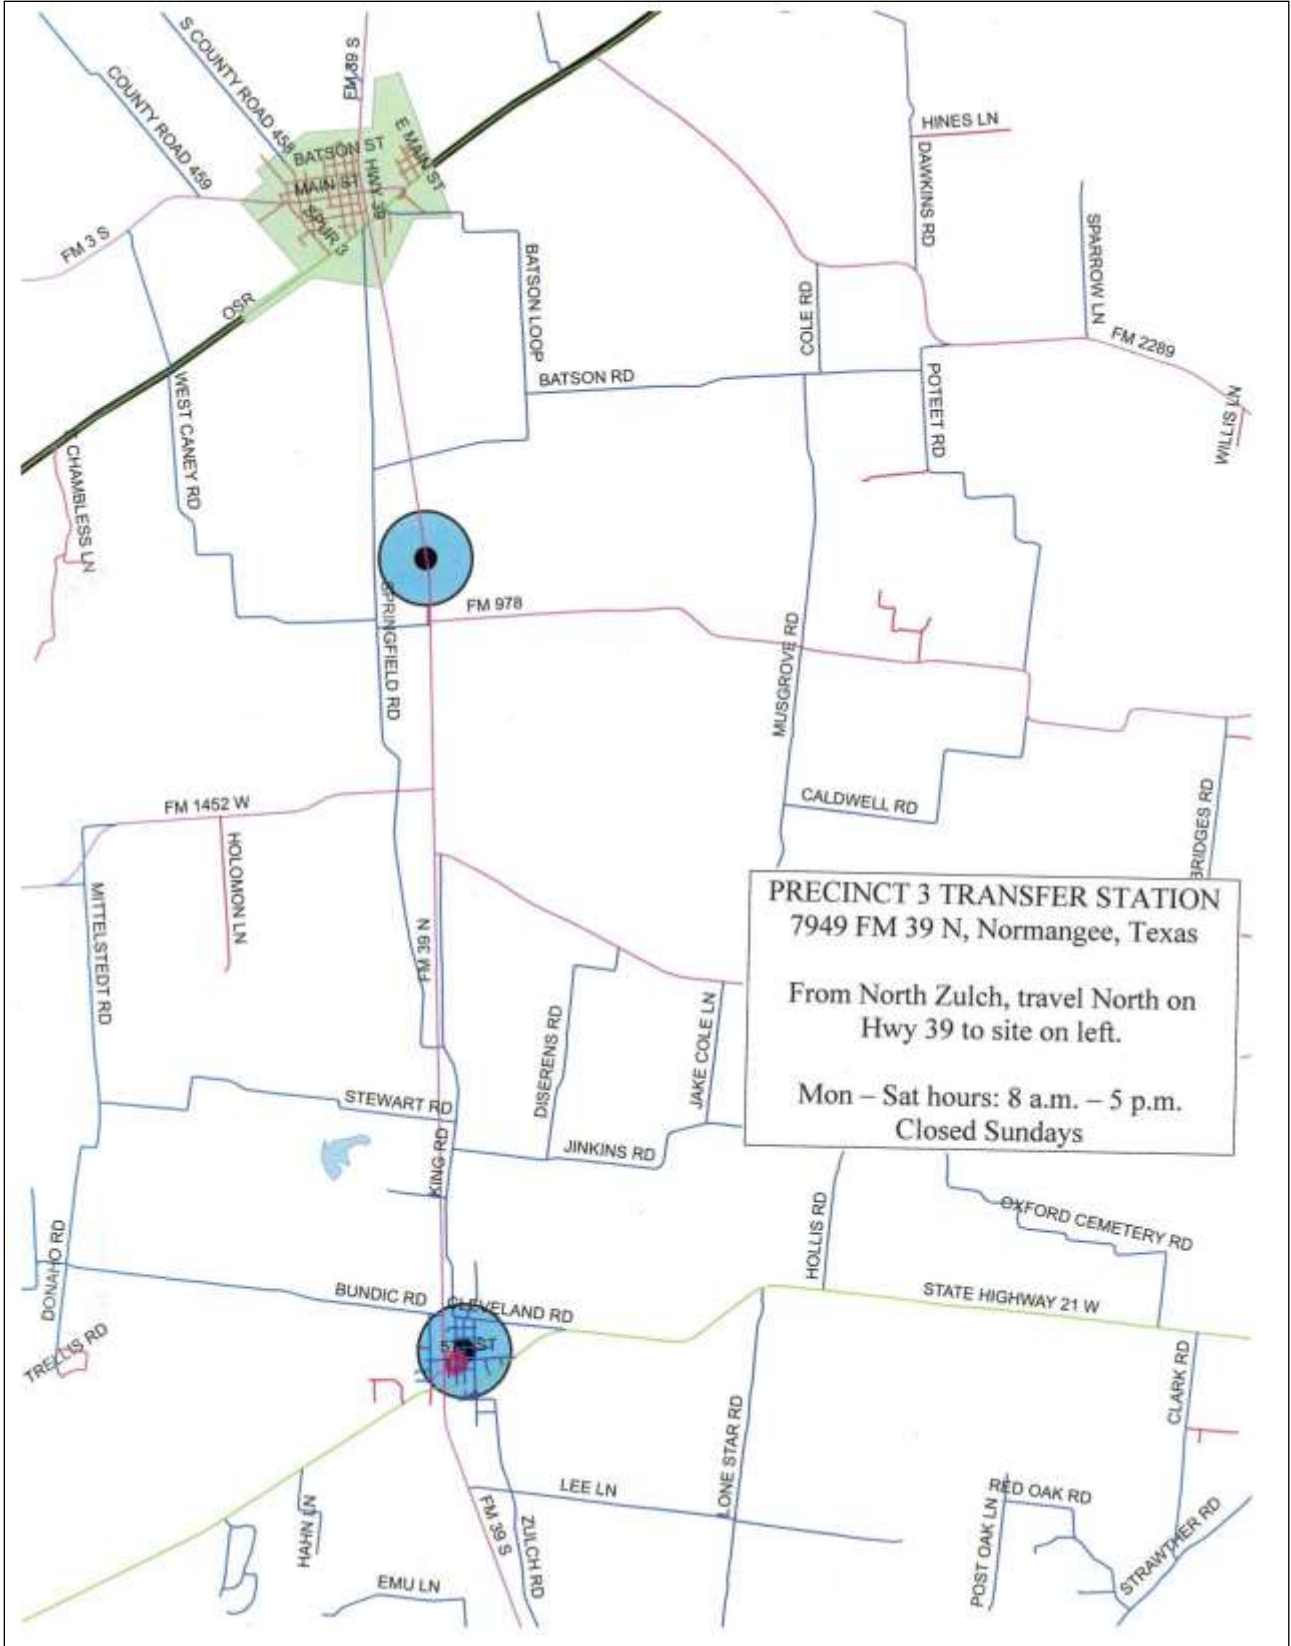 S COUNTY ROAD 458
FM 39 S
COUNTY ROAD 459
E MAIN ST
BATSON ST
HWY 39
MAIN ST
SPUR 3
HINES LN
DAWKINS RD
SPARROW LN
FM 3 S
OSR
BATSON LOOP
COLE RD
FM 2289
WEST CANEY RD
BATSON RD
POTEET RD
WILLIS LN
CHAMBLESS LN
SPRINGFIELD RD
FM 978
MUSGROVE RD
FM 1452 W
HOLOMON LN
CALDWELL RD
BRIDGES RD
MITTELSTEDT RD
FM 39 N
PRECINCT 3 TRANSFER STATION
7949 FM 39 N, Normangee, Texas
From North Zulch, travel North on
Hwy 39 to site on left.
Mon – Sat hours: 8 a.m. – 5 p.m.
Closed Sundays
DISERENS RD
JAKE COLE LN
STEWART RD
KING RD
JINKINS RD
HOLLIS RD
OXFORD CEMETERY RD
DONAHO RD
BUNDIC RD
CLEVELAND RD
STATE HIGHWAY 21 W
TRELLIS RD
CLARK RD
LONE STAR RD
LEE LN
HAHN LN
FM 39 S
ZULCH RD
EMU LN
RED OAK RD
POST OAK LN
STRAWTHER RD